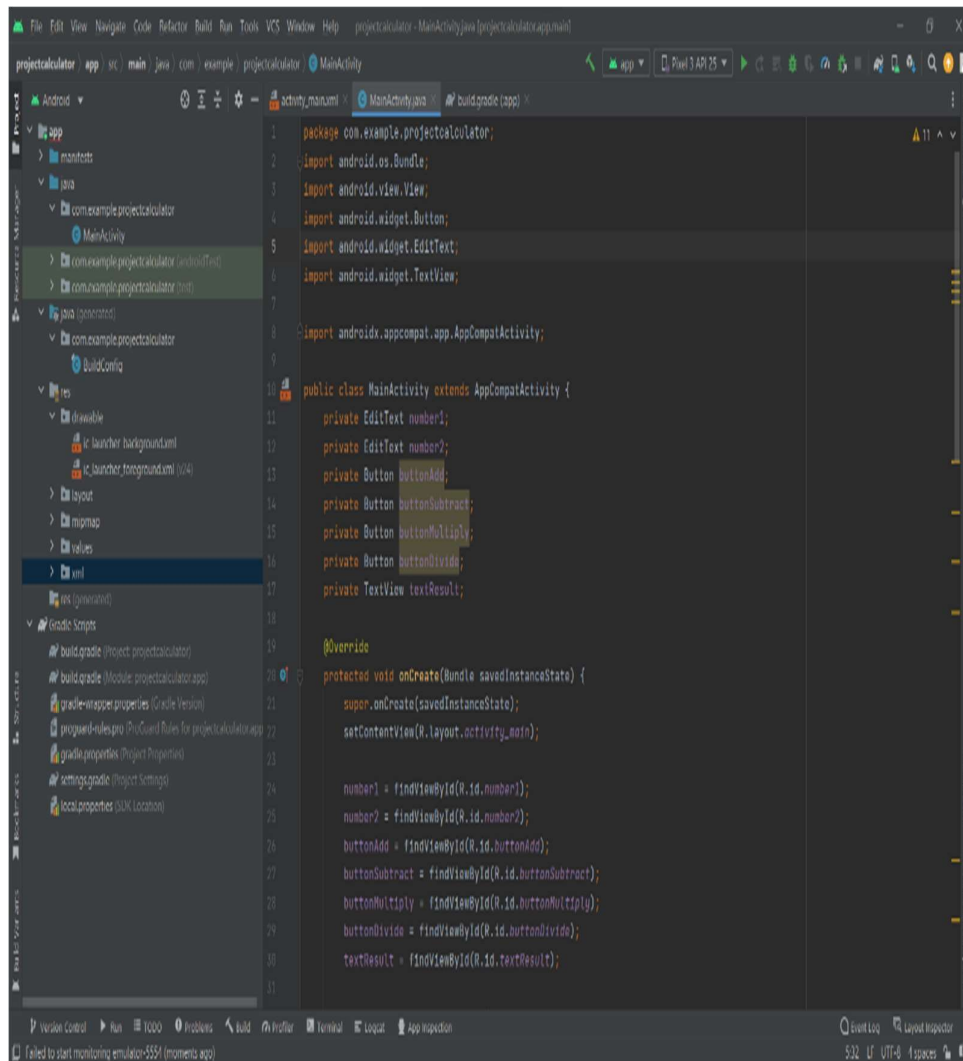 File Edit View Navigate Code Refactor Build Run Tools VCS Window Help projectcalculator - MainActivity.java [projectcalculator.app.main]
projectcalculator app src main java com example projectcalculator MainActivity
app Pixel 3 API 25
Android
activity_main.xml MainActivity.java build.gradle (:app)
Project
Resource Manager
Structure
Bookmarks
Build Variants
app
manifests
java
com.example.projectcalculator
MainActivity
com.example.projectcalculator (androidTest)
com.example.projectcalculator (test)
java (generated)
com.example.projectcalculator
BuildConfig
res
drawable
ic_launcher_background.xml
ic_launcher_foreground.xml (v24)
layout
mipmap
values
xml
res (generated)
Gradle Scripts
build.gradle (Project: projectcalculator)
build.gradle (Module: projectcalculator.app)
gradle-wrapper.properties (Gradle Version)
proguard-rules.pro (ProGuard Rules for projectcalculator.app
gradle.properties (Project Properties)
settings.gradle (Project Settings)
local.properties (SDK Location)
11
1 package com.example.projectcalculator;
2 import android.os.Bundle;
3 import android.view.View;
4 import android.widget.Button;
5 import android.widget.EditText;
6 import android.widget.TextView;
7
8 import androidx.appcompat.app.AppCompatActivity;
9
10 public class MainActivity extends AppCompatActivity {
11 private EditText number1;
12 private EditText number2;
13 private Button buttonAdd;
14 private Button buttonSubtract;
15 private Button buttonMultiply;
16 private Button buttonDivide;
17 private TextView textResult;
18
19 @Override
20 protected void onCreate(Bundle savedInstanceState) {
21 super.onCreate(savedInstanceState);
22 setContentView(R.layout.activity_main);
23
24 number1 = findViewById(R.id.number1);
25 number2 = findViewById(R.id.number2);
26 buttonAdd = findViewById(R.id.buttonAdd);
27 buttonSubtract = findViewById(R.id.buttonSubtract);
28 buttonMultiply = findViewById(R.id.buttonMultiply);
29 buttonDivide = findViewById(R.id.buttonDivide);
30 textResult = findViewById(R.id.textResult);
31
Version Control Run TODO Problems Build Profiler Terminal Logcat App Inspection Event Log Layout Inspector
Failed to start monitoring emulator-5554 (moments ago) 5:32 LF UTF-8 4 spaces